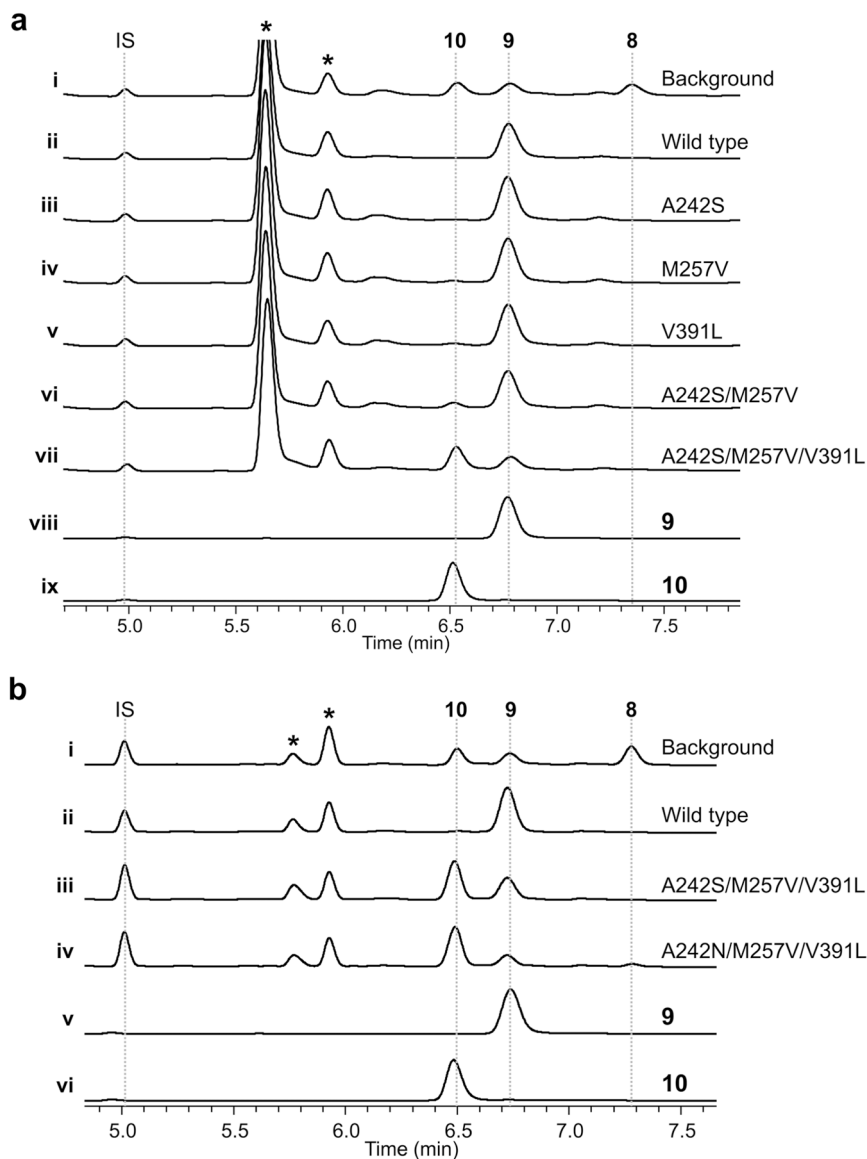 a
IS * * 10 9 8
i Background
ii Wild type
iii A242S
iv M257V
v V391L
vi A242S/M257V
vii A242S/M257V/V391L
viii 9
ix 10
5.0 5.5 6.0 6.5 7.0 7.5
Time (min)
b
IS * * 10 9 8
i Background
ii Wild type
iii A242S/M257V/V391L
iv A242N/M257V/V391L
v 9
vi 10
5.0 5.5 6.0 6.5 7.0 7.5
Time (min)